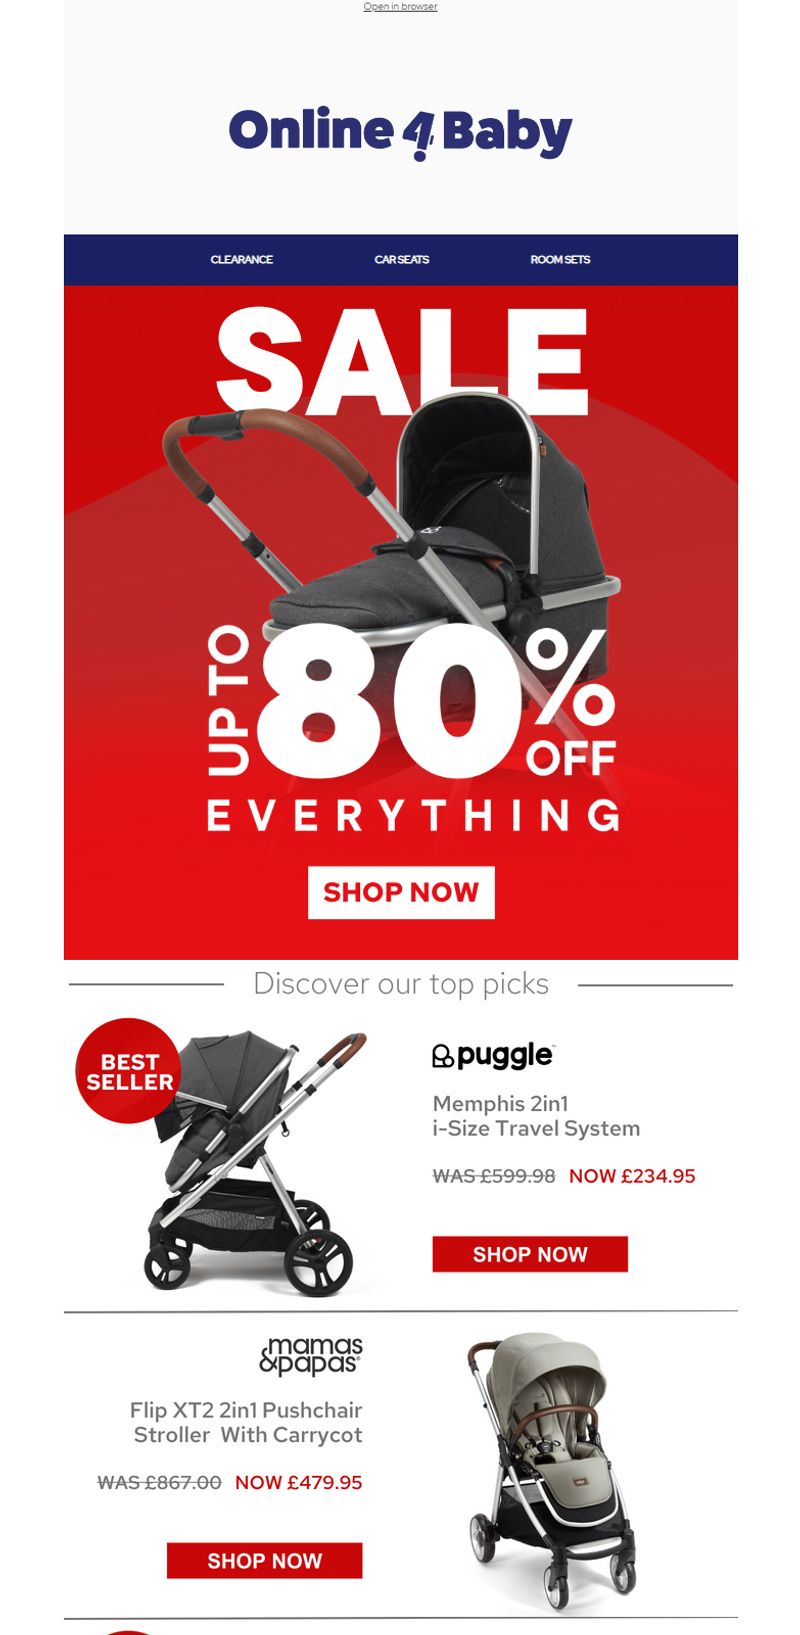 Open in browser
Online 4 Baby
CLEARANCE CAR SEATS ROOM SETS
SALE
UP TO 80% OFF
EVERYTHING
SHOP NOW
Discover our top picks
BEST
SELLER
puggle
Memphis 2in1
i-Size Travel System
WAS £599.98 NOW £234.95
SHOP NOW
mamas
&papas
Flip XT2 2in1 Pushchair
Stroller With Carrycot
WAS £867.00 NOW £479.95
SHOP NOW